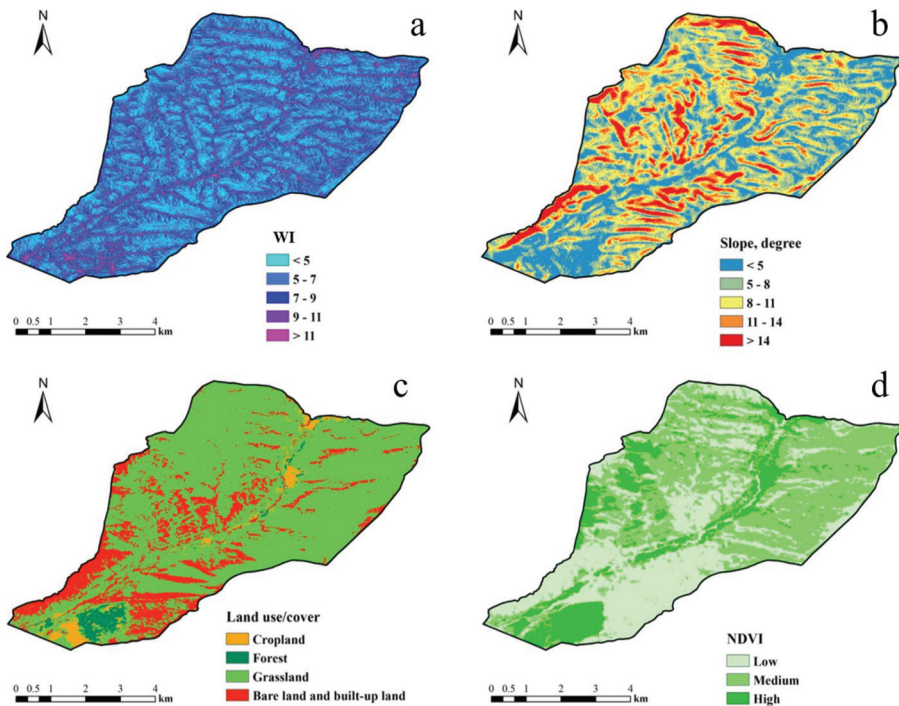 N
a
WI
< 5
5 - 7
7 - 9
9 - 11
> 11
0 0.5 1 2 3 4
km
N
b
Slope, degree
< 5
5 - 8
8 - 11
11 - 14
> 14
0 0.5 1 2 3 4
km
N
c
Land use/cover
Cropland
Forest
Grassland
Bare land and built-up land
0 0.5 1 2 3 4
km
N
d
NDVI
Low
Medium
High
0 0.5 1 2 3 4
km